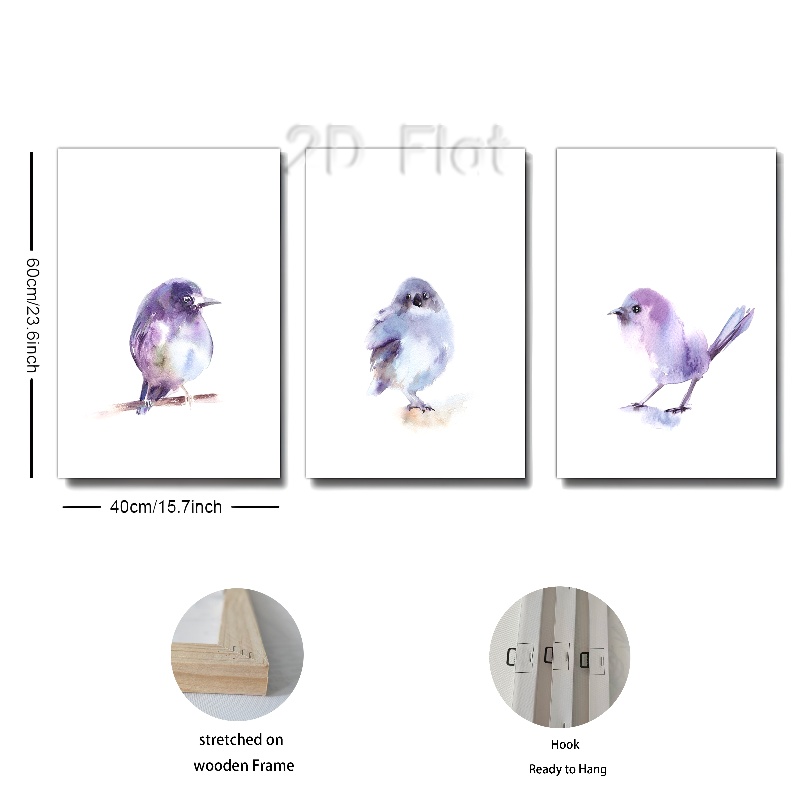 2D Flat
60cm/23.6inch
40cm/15.7inch
stretched on
wooden Frame
Hook
Ready to Hang